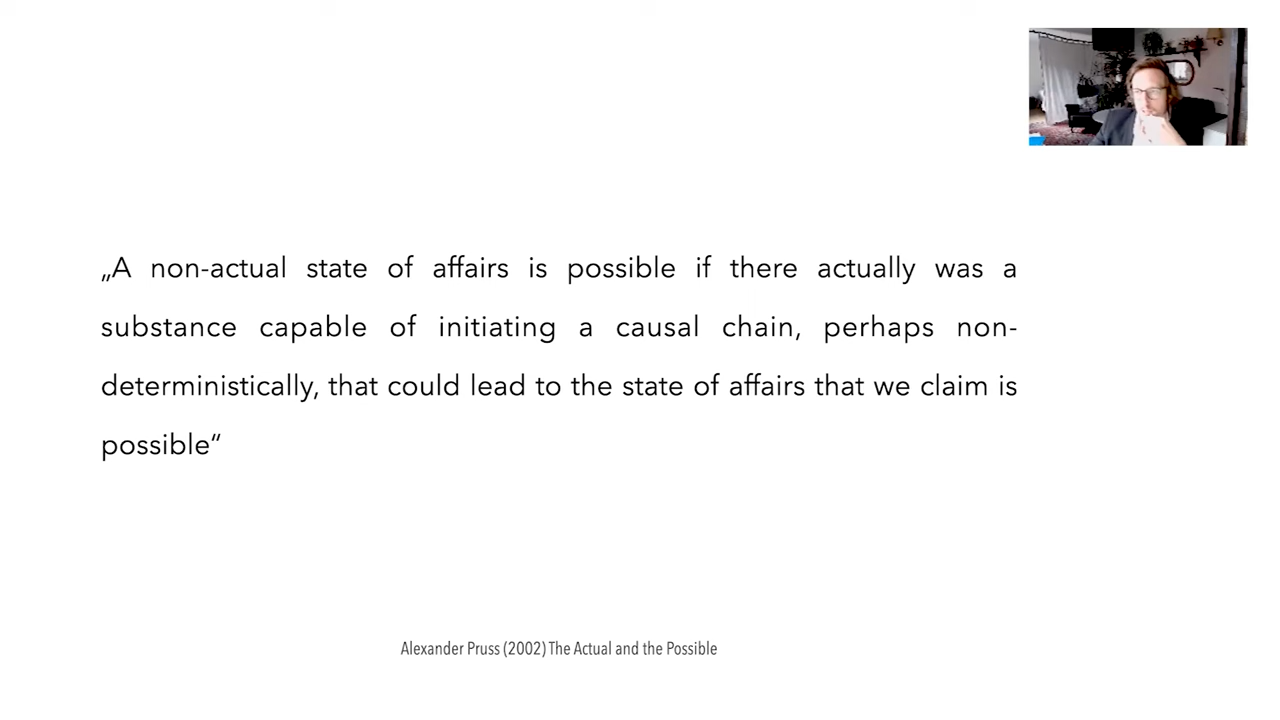 „A non-actual state of affairs is possible if there actually was a
substance capable of initiating a causal chain, perhaps non-
deterministically, that could lead to the state of affairs that we claim is
possible“
Alexander Pruss (2002) The Actual and the Possible